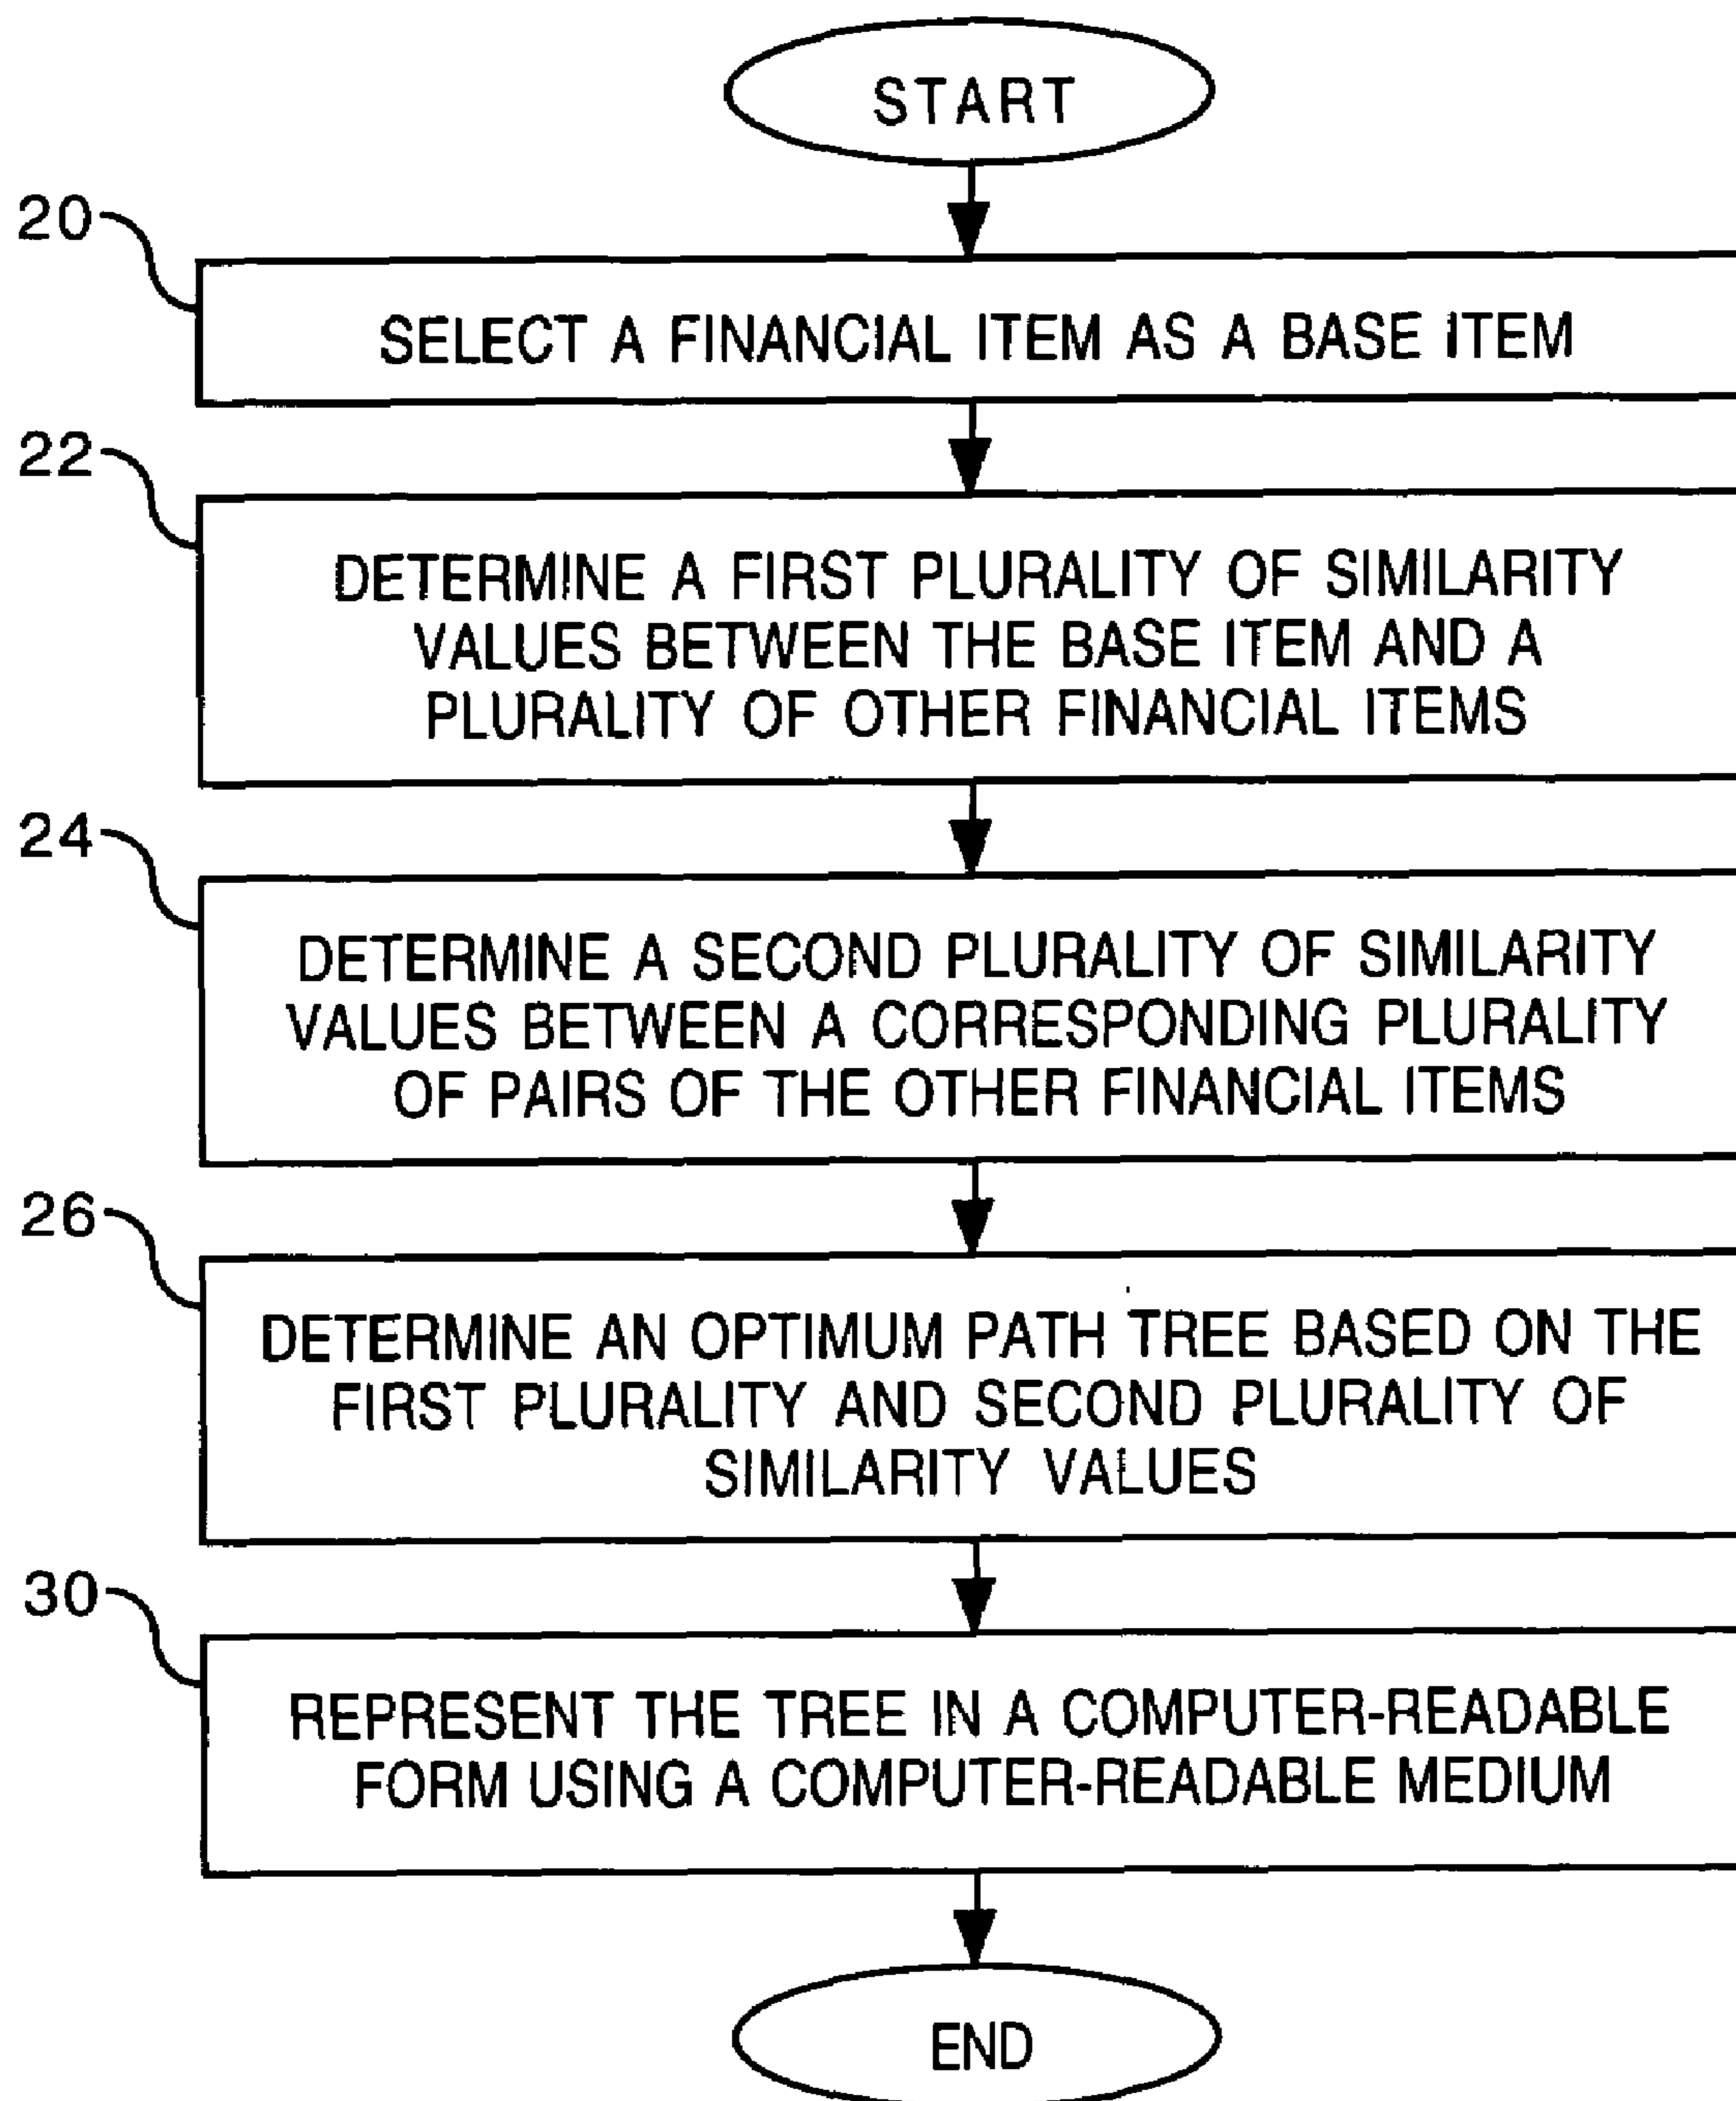 START
20
SELECT A FINANCIAL ITEM AS A BASE ITEM
22
DETERMINE A FIRST PLURALITY OF SIMILARITY
VALUES BETWEEN THE BASE ITEM AND A
PLURALITY OF OTHER FINANCIAL ITEMS
24
DETERMINE A SECOND PLURALITY OF SIMILARITY
VALUES BETWEEN A CORRESPONDING PLURALITY
OF PAIRS OF THE OTHER FINANCIAL ITEMS
26
DETERMINE AN OPTIMUM PATH TREE BASED ON THE
FIRST PLURALITY AND SECOND PLURALITY OF
SIMILARITY VALUES
30
REPRESENT THE TREE IN A COMPUTER-READABLE
FORM USING A COMPUTER-READABLE MEDIUM
END